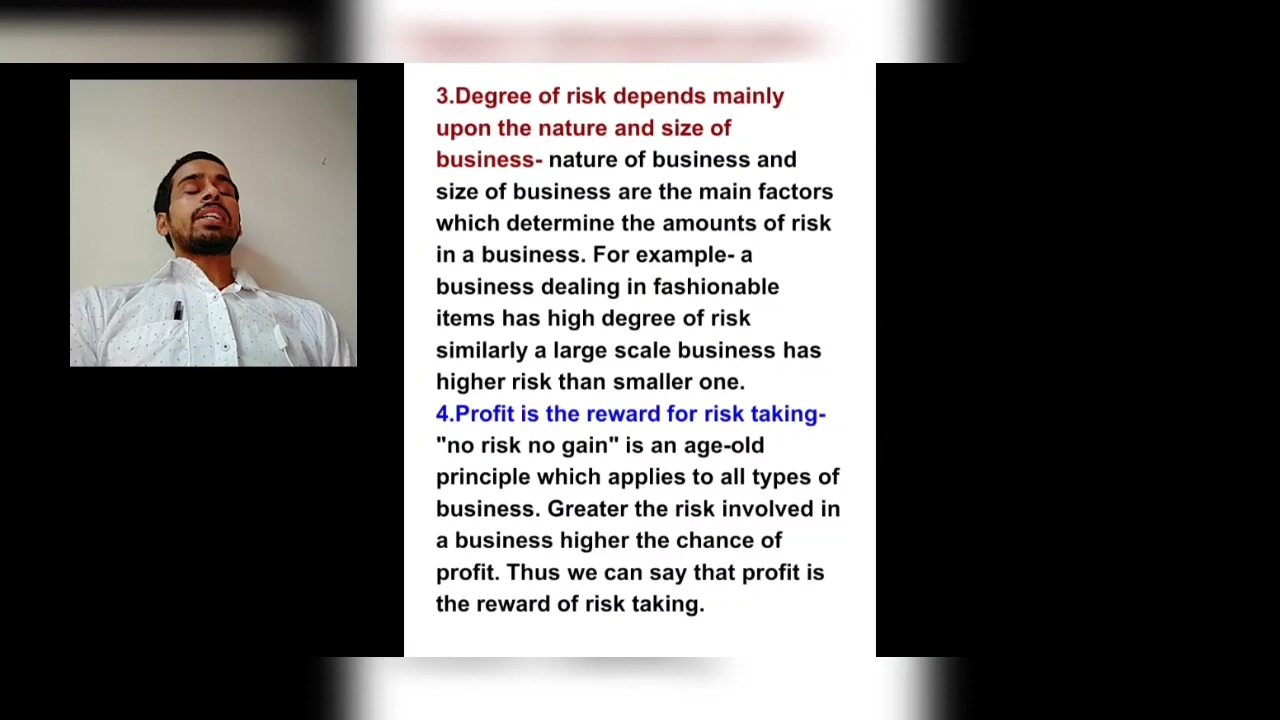 3.Degree of risk depends mainly
upon the nature and size of
business- nature of business and
size of business are the main factors
which determine the amounts of risk
in a business. For example- a
business dealing in fashionable
items has high degree of risk
similarly a large scale business has
higher risk than smaller one.
4.Profit is the reward for risk taking-
"no risk no gain" is an age-old
principle which applies to all types of
business. Greater the risk involved in
a business higher the chance of
profit. Thus we can say that profit is
the reward of risk taking.